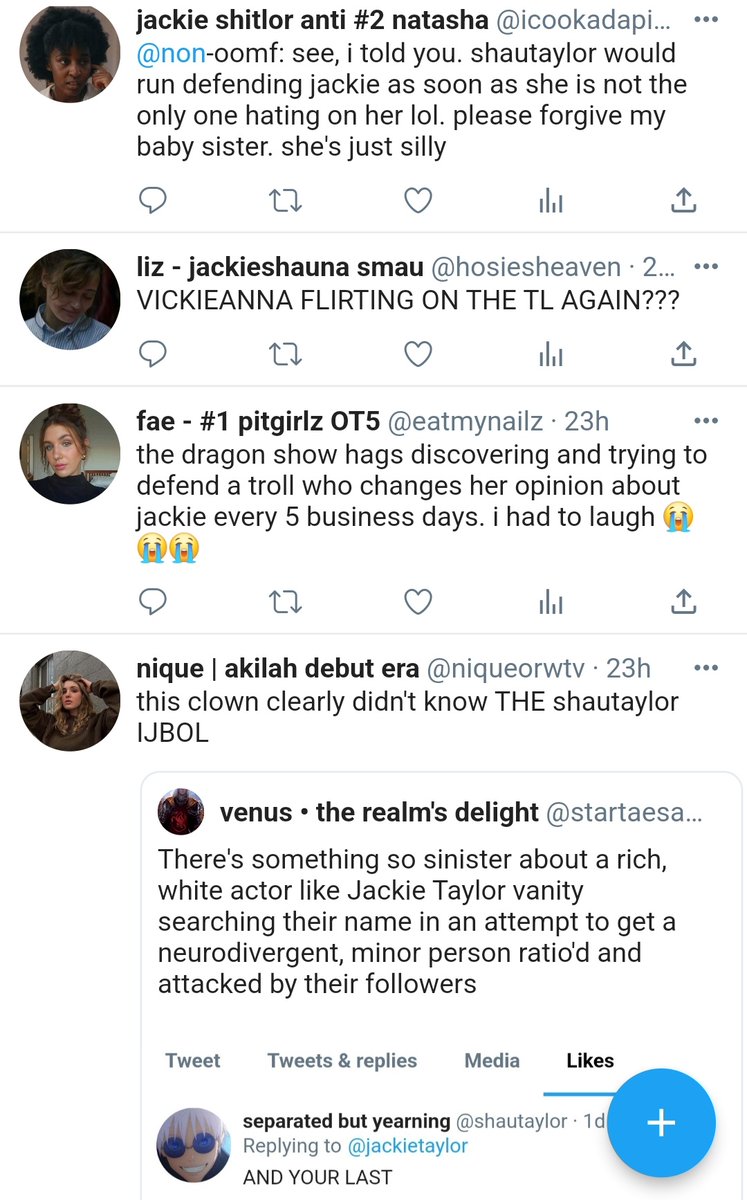 jackie shitlor anti #2 natasha @icookadapi...
@non-oomf: see, i told you. shautaylor would
run defending jackie as soon as she is not the
only one hating on her lol. please forgive my
baby sister. she's just silly
liz - jackieshauna smau @hosiesheaven · 2...
VICKIEANNA FLIRTING ON THE TL AGAIN???
fae - #1 pitgirlz OT5 @eatmynailz · 23h
the dragon show hags discovering and trying to
defend a troll who changes her opinion about
jackie every 5 business days. i had to laugh 😭
😭😭
nique | akilah debut era @niqueorwtv · 23h
this clown clearly didn't know THE shautaylor
IJBOL
venus • the realm's delight @startaesa...
There's something so sinister about a rich,
white actor like Jackie Taylor vanity
searching their name in an attempt to get a
neurodivergent, minor person ratio'd and
attacked by their followers
Tweet Tweets & replies Media Likes
separated but yearning @shautaylor · 1d
Replying to @jackietaylor
AND YOUR LAST